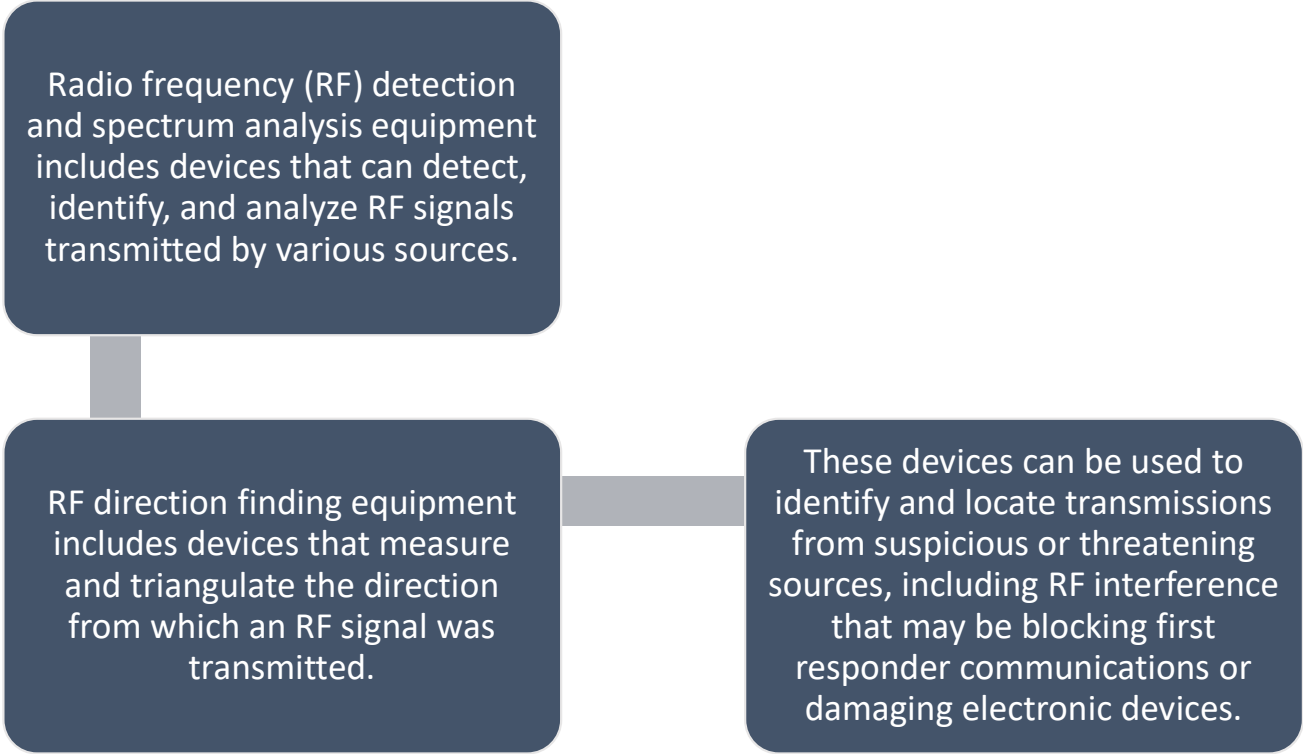 Radio frequency (RF) detection
and spectrum analysis equipment
includes devices that can detect,
identify, and analyze RF signals
transmitted by various sources.
RF direction finding equipment
includes devices that measure
and triangulate the direction
from which an RF signal was
transmitted.
These devices can be used to
identify and locate transmissions
from suspicious or threatening
sources, including RF interference
that may be blocking first
responder communications or
damaging electronic devices.